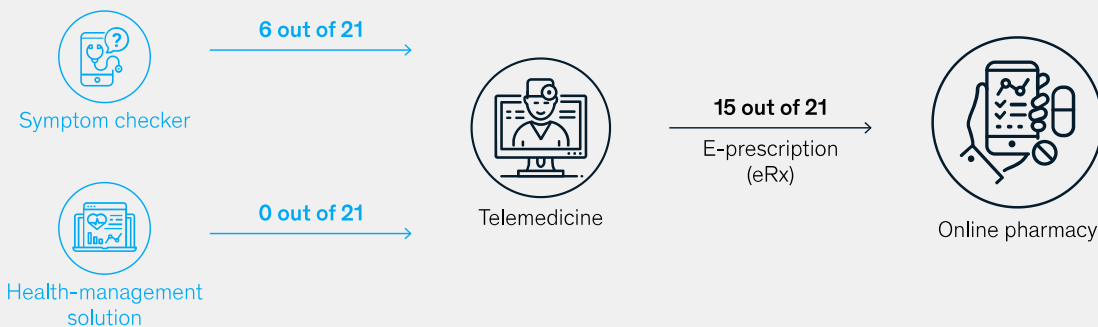 6 out of 21
Symptom checker
15 out of 21
E-prescription
(eRx)
Telemedicine
Online pharmacy
0 out of 21
Health-management
solution